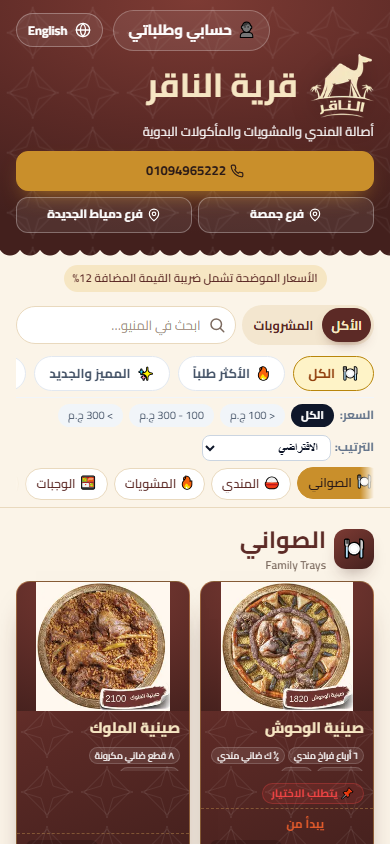 حسابي وطلباتي
English
قرية الناقر
الناقر
أصالة المندي والمشويات والمأكولات البدوية
01094965222
فرع جمصة
فرع دمياط الجديدة
الأسعار الموضحة تشمل ضريبة القيمة المضافة 12%
الأكل
المشروبات
ابحث في المنيو...
الكل
الأكثر طلباً
المميز والجديد
السعر:
الكل
< 100 ج.م
100 - 300 ج.م
> 300 ج.م
الترتيب:
الافتراضي
الصواني
المندي
المشويات
الوجبات
الصواني
Family Trays
صينية الوحوش 1820
صينية الملوك 2100
صينية الوحوش
٦ أرباع فراخ مندي
½ ك ضاني مندي
يتطلب الاختيار
يبدأ من
صينية الملوك
٨ قطع ضاني مكرونة